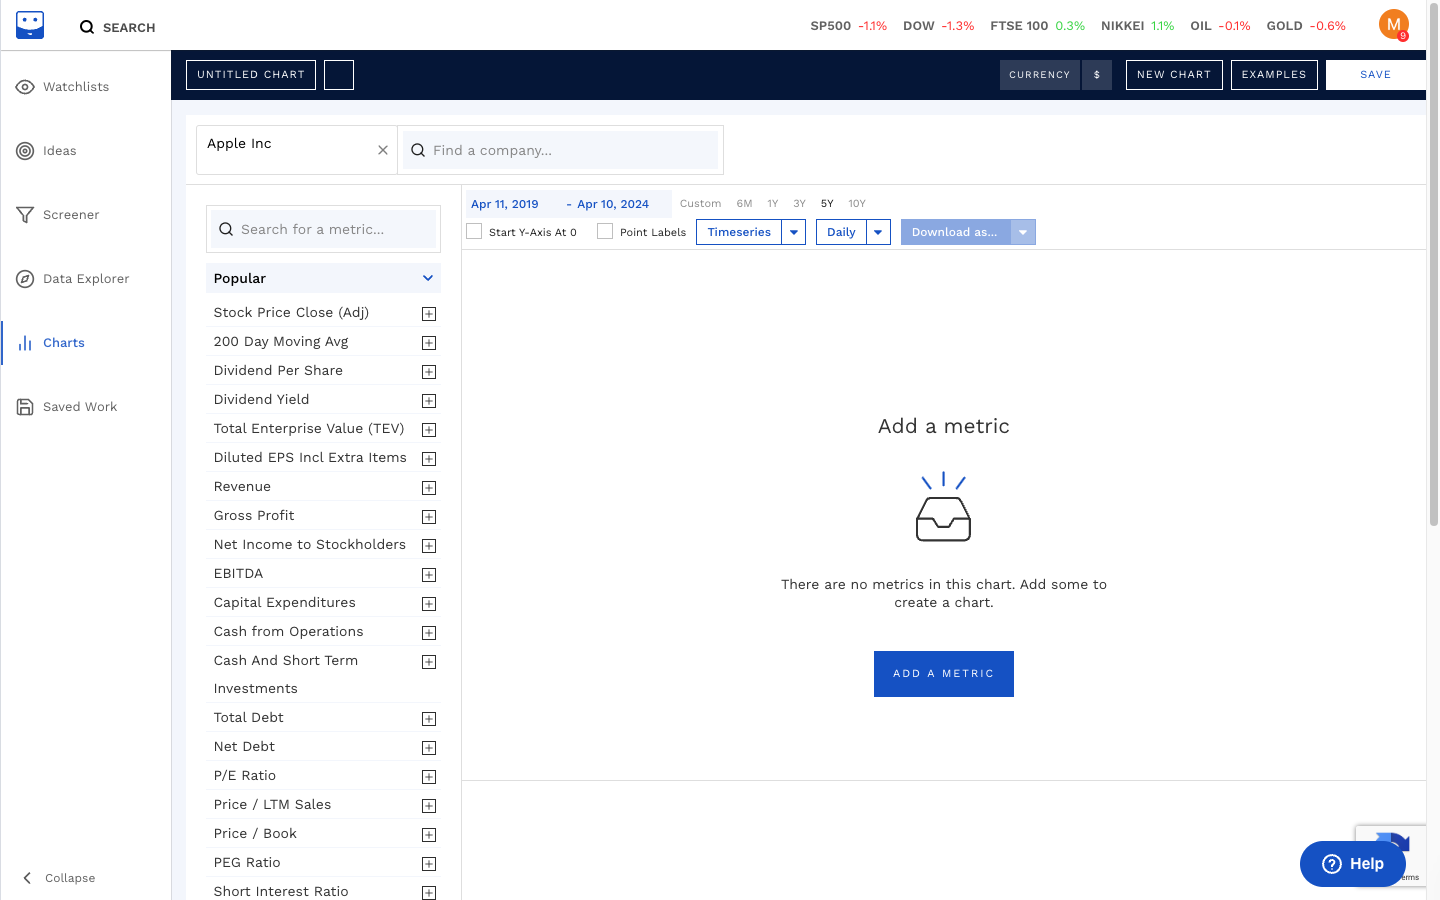 SEARCH
SP500 -1.1% DOW -1.3% FTSE 100 0.3% NIKKEI 1.1% OIL -0.1% GOLD -0.6%
M
9
Watchlists
Ideas
Screener
Data Explorer
Charts
Saved Work
Collapse
UNTITLED CHART
CURRENCY $
NEW CHART
EXAMPLES
SAVE
Apple Inc
Find a company...
Search for a metric...
Popular
Stock Price Close (Adj)
200 Day Moving Avg
Dividend Per Share
Dividend Yield
Total Enterprise Value (TEV)
Diluted EPS Incl Extra Items
Revenue
Gross Profit
Net Income to Stockholders
EBITDA
Capital Expenditures
Cash from Operations
Cash And Short Term
Investments
Total Debt
Net Debt
P/E Ratio
Price / LTM Sales
Price / Book
PEG Ratio
Short Interest Ratio
Apr 11, 2019 - Apr 10, 2024 Custom 6M 1Y 3Y 5Y 10Y
Start Y-Axis At 0 Point Labels Timeseries Daily Download as...
Add a metric
There are no metrics in this chart. Add some to
create a chart.
ADD A METRIC
Help